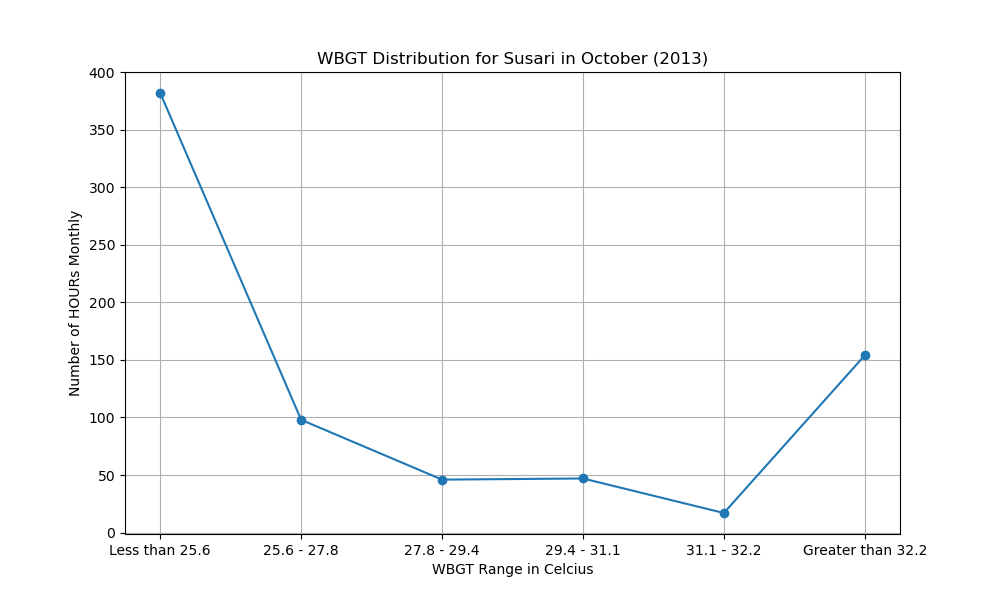 WBGT Distribution for Susari in October (2013)
Number of HOURs Monthly
400
350
300
250
200
150
100
50
0
Less than 25.6
25.6 - 27.8
27.8 - 29.4
29.4 - 31.1
31.1 - 32.2
Greater than 32.2
WBGT Range in Celcius